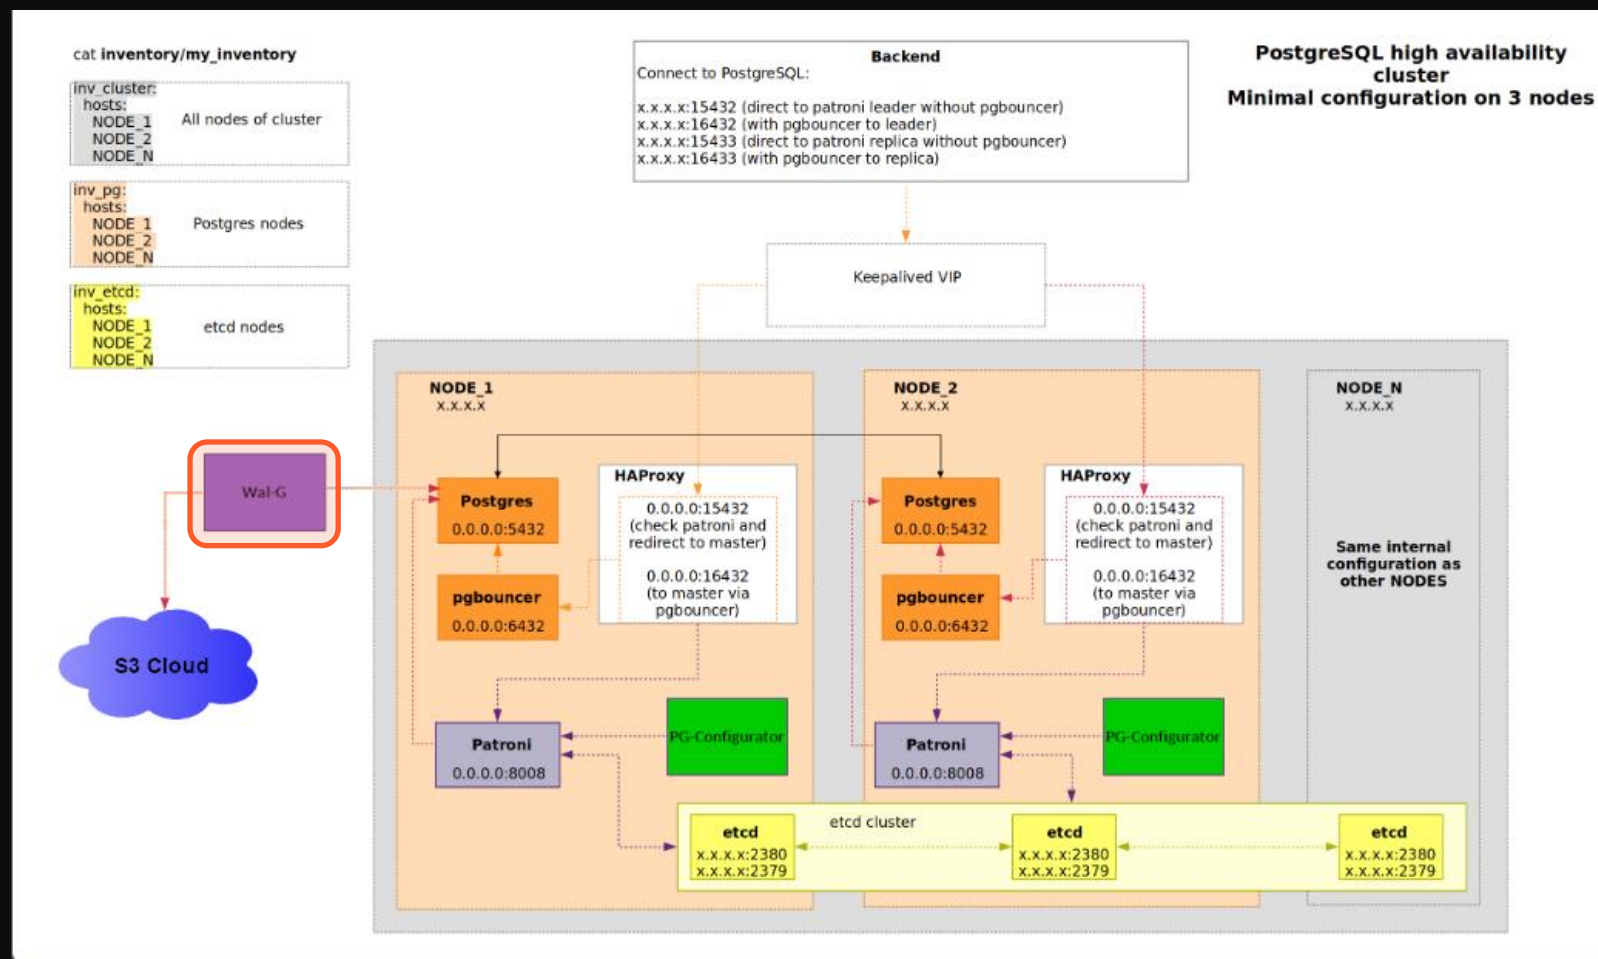 cat inventory/my_inventory
inv_cluster:
hosts:
NODE_1
NODE_2
NODE_N
All nodes of cluster
inv_pg:
hosts:
NODE_1
NODE_2
NODE_N
Postgres nodes
inv_etcd:
hosts:
NODE_1
NODE_2
NODE_N
etcd nodes
Backend
Connect to PostgreSQL:
x.x.x.x:15432 (direct to patroni leader without pgbouncer)
x.x.x.x:16432 (with pgbouncer to leader)
x.x.x.x:15433 (direct to patroni replica without pgbouncer)
x.x.x.x:16433 (with pgbouncer to replica)
PostgreSQL high availability
cluster
Minimal configuration on 3 nodes
Keepalived VIP
Wal-G
S3 Cloud
NODE_1
x.x.x.x
Postgres
0.0.0.0:5432
pgbouncer
0.0.0.0:6432
HAProxy
0.0.0.0:15432
(check patroni and
redirect to master)
0.0.0.0:16432
(to master via
pgbouncer)
Patroni
0.0.0.0:8008
PG-Configurator
NODE_2
x.x.x.x
Postgres
0.0.0.0:5432
pgbouncer
0.0.0.0:6432
HAProxy
0.0.0.0:15432
(check patroni and
redirect to master)
0.0.0.0:16432
(to master via
pgbouncer)
Patroni
0.0.0.0:8008
PG-Configurator
NODE_N
x.x.x.x
Same internal
configuration as
other NODES
etcd cluster
etcd
x.x.x.x:2380
x.x.x.x:2379
etcd
x.x.x.x:2380
x.x.x.x:2379
etcd
x.x.x.x:2380
x.x.x.x:2379